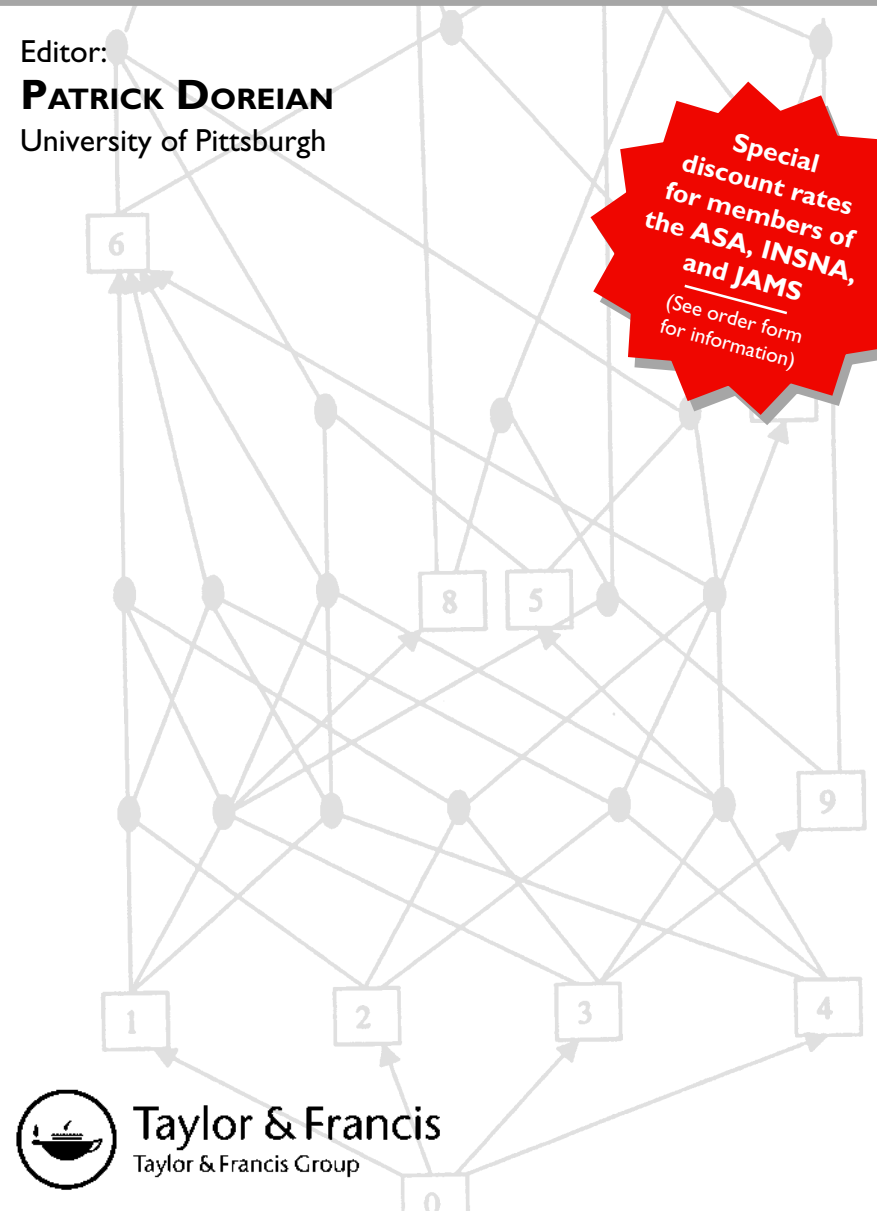 Editor:
PATRICK DOREIAN
University of Pittsburgh
Special
discount rates
for members of
the ASA, INSNA,
and JAMS
(See order form
for information)
6
8
5
9
1
2
3
4
Taylor & Francis
Taylor & Francis Group
0